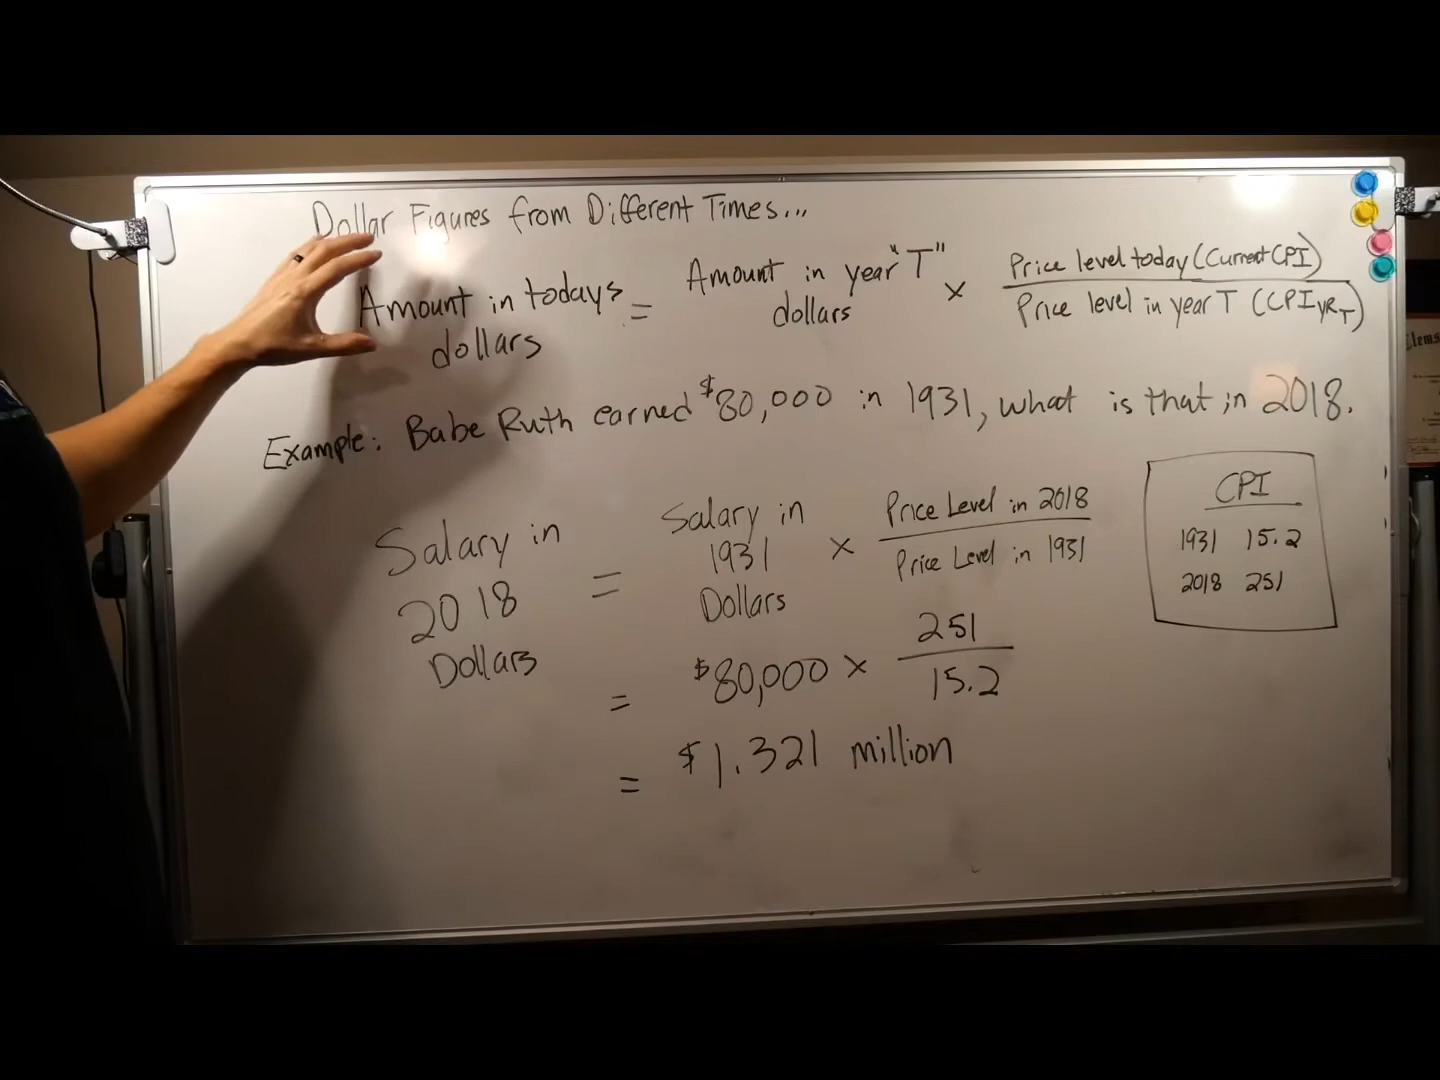 Dollar Figures from Different Times...
Amount in todays dollars = Amount in year "T" dollars × Price level today (Current CPI) / Price level in year T (CPI YR T)
Example: Babe Ruth earned $80,000 in 1931, what is that in 2018.
Salary in 2018 Dollars = Salary in 1931 Dollars × Price Level in 2018 / Price Level in 1931
= $80,000 × 251 / 15.2
= $1.321 million
CPI
1931 15.2
2018 251